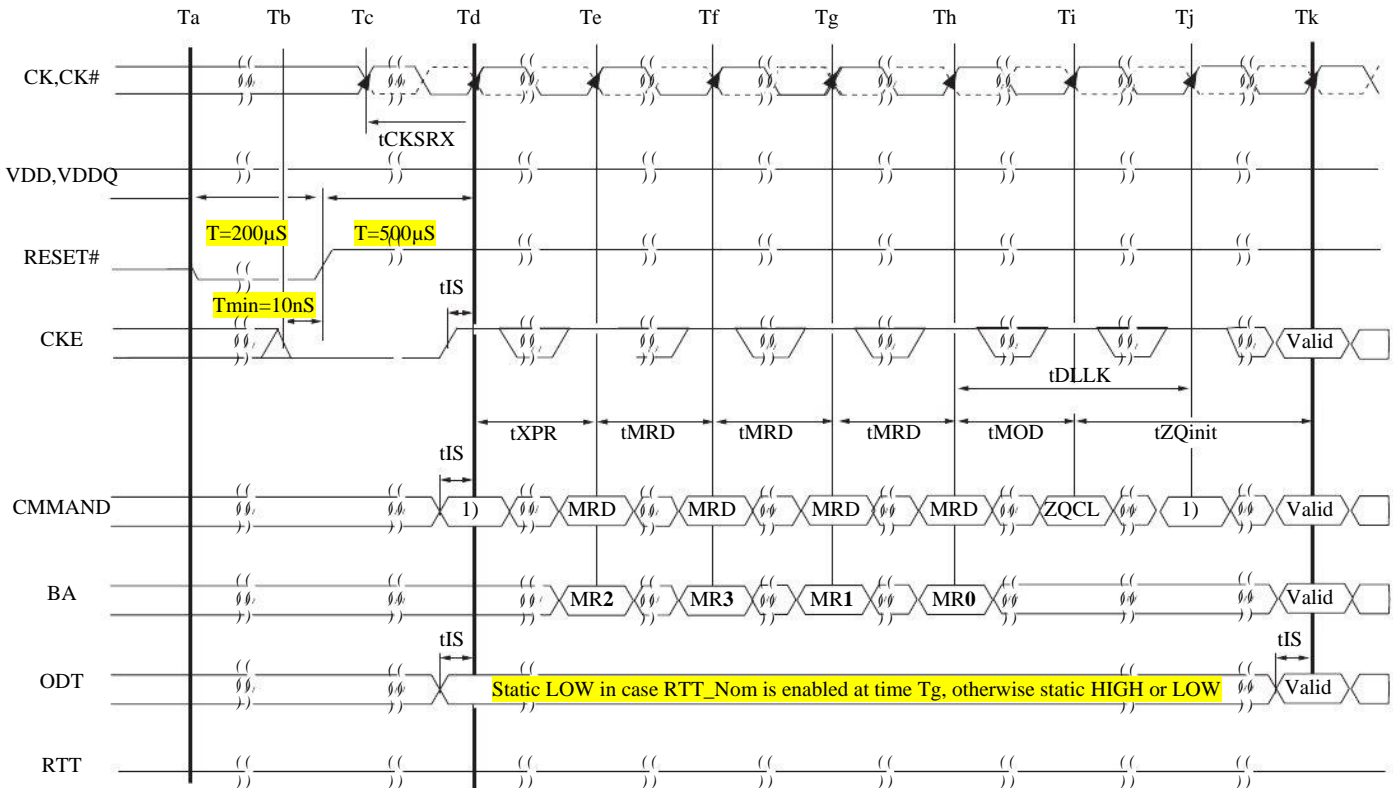 Ta Tb Tc Td Te Tf Tg Th Ti Tj Tk
CK,CK#
tCKSRX
VDD,VDDQ
T=200µS T=500µS
RESET#
Tmin=10nS tIS
CKE Valid
tDLLK
tXPR tMRD tMRD tMRD tMOD tZQinit
tIS
CMMAND 1) MRD MRD MRD MRD ZQCL 1) Valid
BA MR2 MR3 MR1 MR0 Valid
tIS tIS
ODT Static LOW in case RTT_Nom is enabled at time Tg, otherwise static HIGH or LOW Valid
RTT